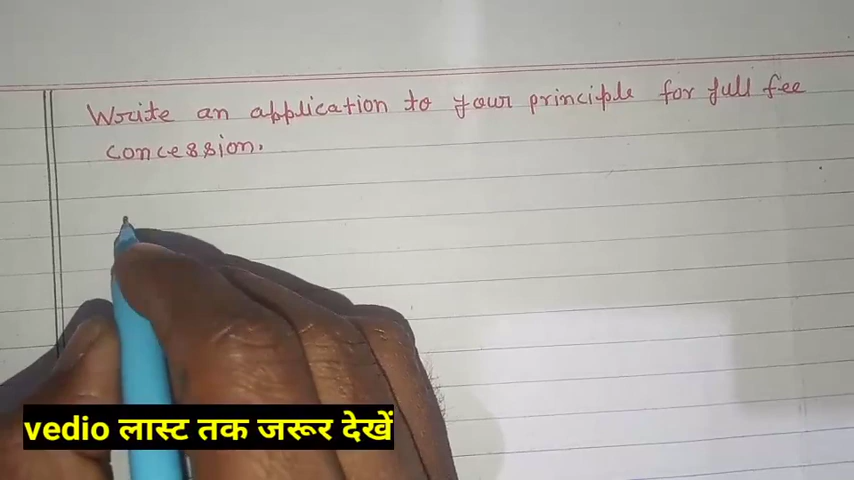 Write an application to your principle for full fee
concession.
vedio लास्ट तक जरूर देखें